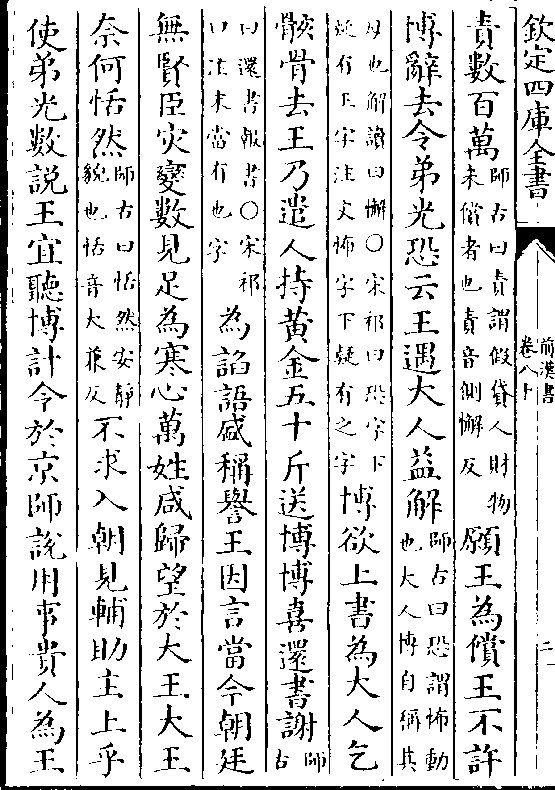 欽定四庫全書
前漢書
卷八十
二
責數百萬師古曰責謂假貸人財物未償者也責音側懈反願王為償王不許
博辭去令弟光恐云王遇大人益解師古曰恐謂怖動也大人博自稱其
母也解讀曰懈○宋祁曰恐字下疑有王字注文怖字下疑有之字博欲上書為大人乞
骸骨去王乃遣人持黄金五十斤送博博喜還書謝師古
曰還書報書○宋祁曰注末當有也字為諂語盛稱譽王因言當今朝廷
無賢臣災變數見足為寒心萬姓咸歸望於大王大王
奈何恬然師古曰恬然安靜貌也恬音大兼反不求入朝見輔助主上乎
使弟光數説王宜聽博計令於京師說用事貴人為王